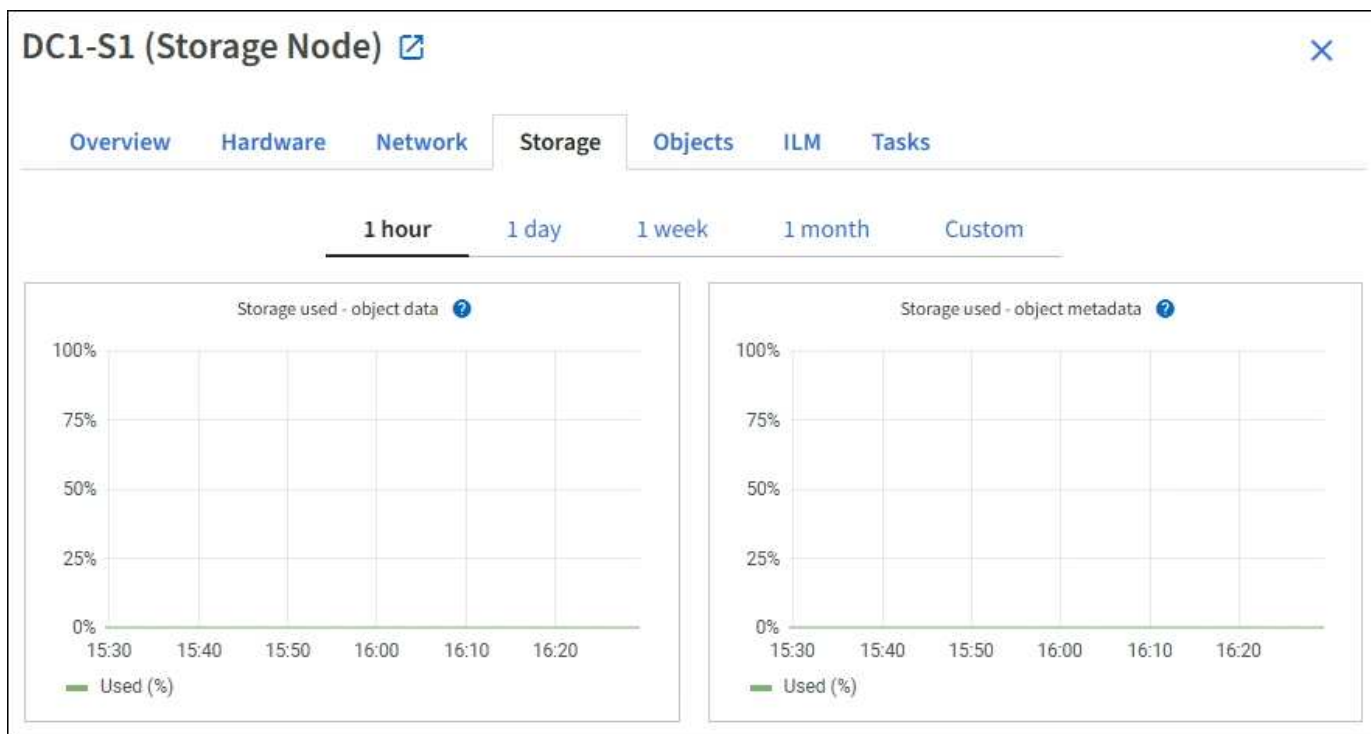 DC1-S1 (Storage Node)
Overview Hardware Network Storage Objects ILM Tasks
1 hour 1 day 1 week 1 month Custom
Storage used - object data ?
100%
75%
50%
25%
0%
15:30 15:40 15:50 16:00 16:10 16:20
Used (%)
Storage used - object metadata ?
100%
75%
50%
25%
0%
15:30 15:40 15:50 16:00 16:10 16:20
Used (%)